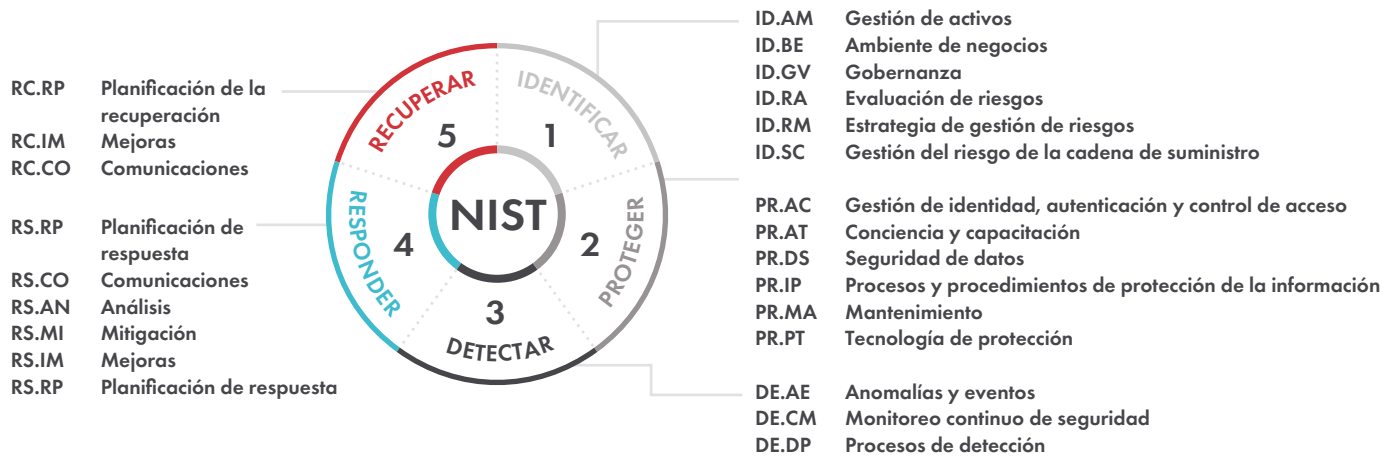 RC.RP Planificación de la
recuperación
RC.IM Mejoras
RC.CO Comunicaciones
RS.RP Planificación de
respuesta
RS.CO Comunicaciones
RS.AN Análisis
RS.MI Mitigación
RS.IM Mejoras
RS.RP Planificación de respuesta
RECUPERAR
5
IDENTIFICAR
1
RESPONDER
4
NIST
2
PROTEGER
3
DETECTAR
ID.AM Gestión de activos
ID.BE Ambiente de negocios
ID.GV Gobernanza
ID.RA Evaluación de riesgos
ID.RM Estrategia de gestión de riesgos
ID.SC Gestión del riesgo de la cadena de suministro
PR.AC Gestión de identidad, autenticación y control de acceso
PR.AT Conciencia y capacitación
PR.DS Seguridad de datos
PR.IP Procesos y procedimientos de protección de la información
PR.MA Mantenimiento
PR.PT Tecnología de protección
DE.AE Anomalías y eventos
DE.CM Monitoreo continuo de seguridad
DE.DP Procesos de detección